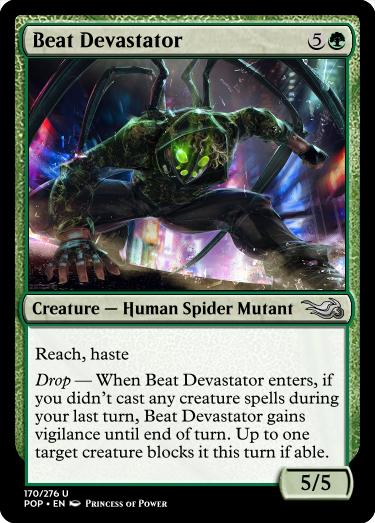 Beat Devastator 5
Creature — Human Spider Mutant
Reach, haste
Drop — When Beat Devastator enters, if
you didn't cast any creature spells during
your last turn, Beat Devastator gains
vigilance until end of turn. Up to one
target creature blocks it this turn if able.
5/5
170/276 U
POP • EN Princess of Power